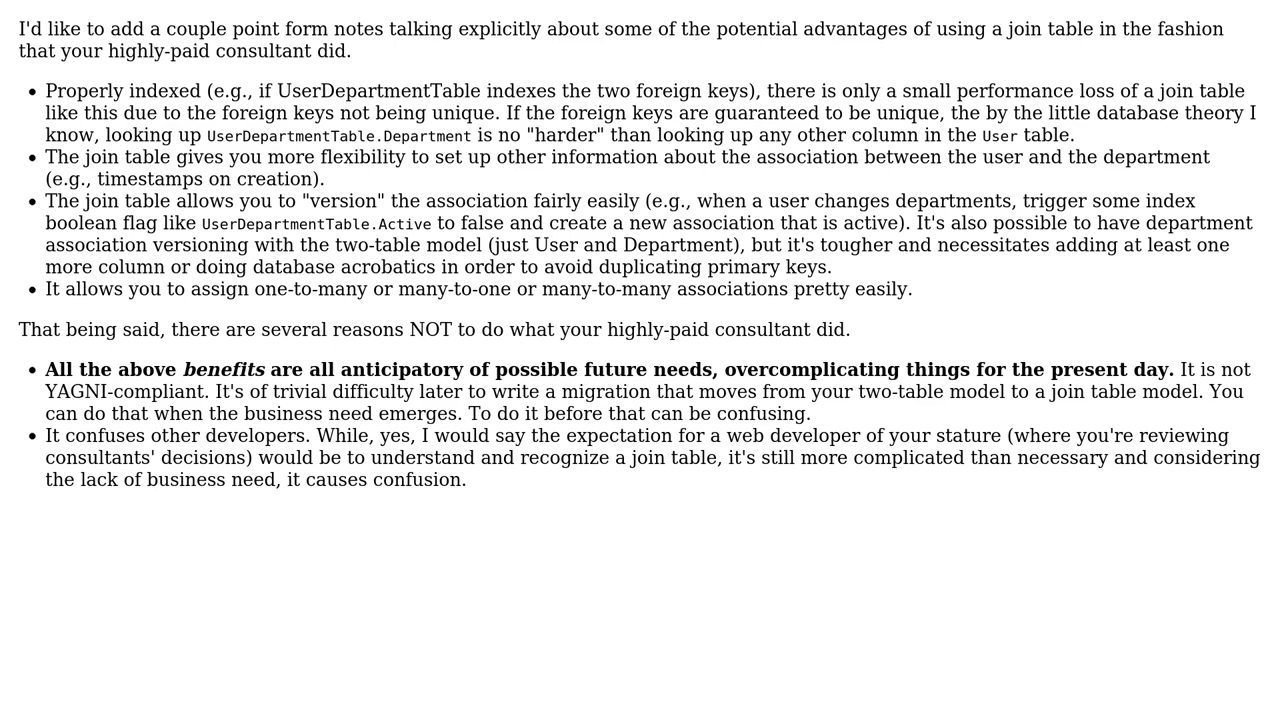 I'd like to add a couple point form notes talking explicitly about some of the potential advantages of using a join table in the fashion
that your highly-paid consultant did.
• Properly indexed (e.g., if UserDepartmentTable indexes the two foreign keys), there is only a small performance loss of a join table
like this due to the foreign keys not being unique. If the foreign keys are guaranteed to be unique, the by the little database theory I
know, looking up UserDepartmentTable.Department is no "harder" than looking up any other column in the User table.
• The join table gives you more flexibility to set up other information about the association between the user and the department
(e.g., timestamps on creation).
• The join table allows you to "version" the association fairly easily (e.g., when a user changes departments, trigger some index
boolean flag like UserDepartmentTable.Active to false and create a new association that is active). It's also possible to have department
association versioning with the two-table model (just User and Department), but it's tougher and necessitates adding at least one
more column or doing database acrobatics in order to avoid duplicating primary keys.
• It allows you to assign one-to-many or many-to-one or many-to-many associations pretty easily.
That being said, there are several reasons NOT to do what your highly-paid consultant did.
• All the above benefits are all anticipatory of possible future needs, overcomplicating things for the present day. It is not
YAGNI-compliant. It's of trivial difficulty later to write a migration that moves from your two-table model to a join table model. You
can do that when the business need emerges. To do it before that can be confusing.
• It confuses other developers. While, yes, I would say the expectation for a web developer of your stature (where you're reviewing
consultants' decisions) would be to understand and recognize a join table, it's still more complicated than necessary and considering
the lack of business need, it causes confusion.